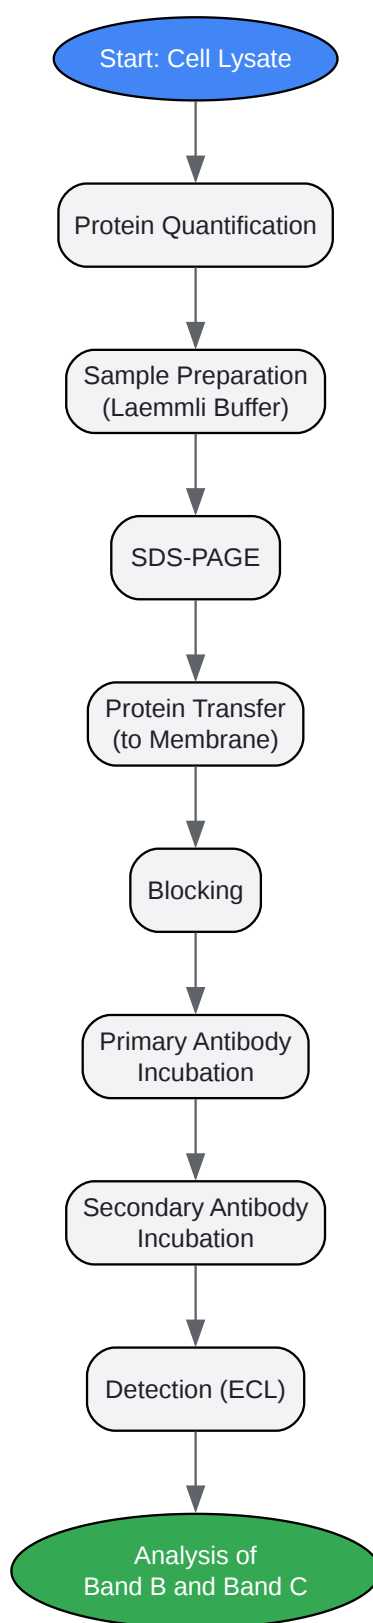 Start: Cell Lysate
Protein Quantification
Sample Preparation
(Laemmli Buffer)
SDS-PAGE
Protein Transfer
(to Membrane)
Blocking
Primary Antibody
Incubation
Secondary Antibody
Incubation
Detection (ECL)
Analysis of
Band B and Band C